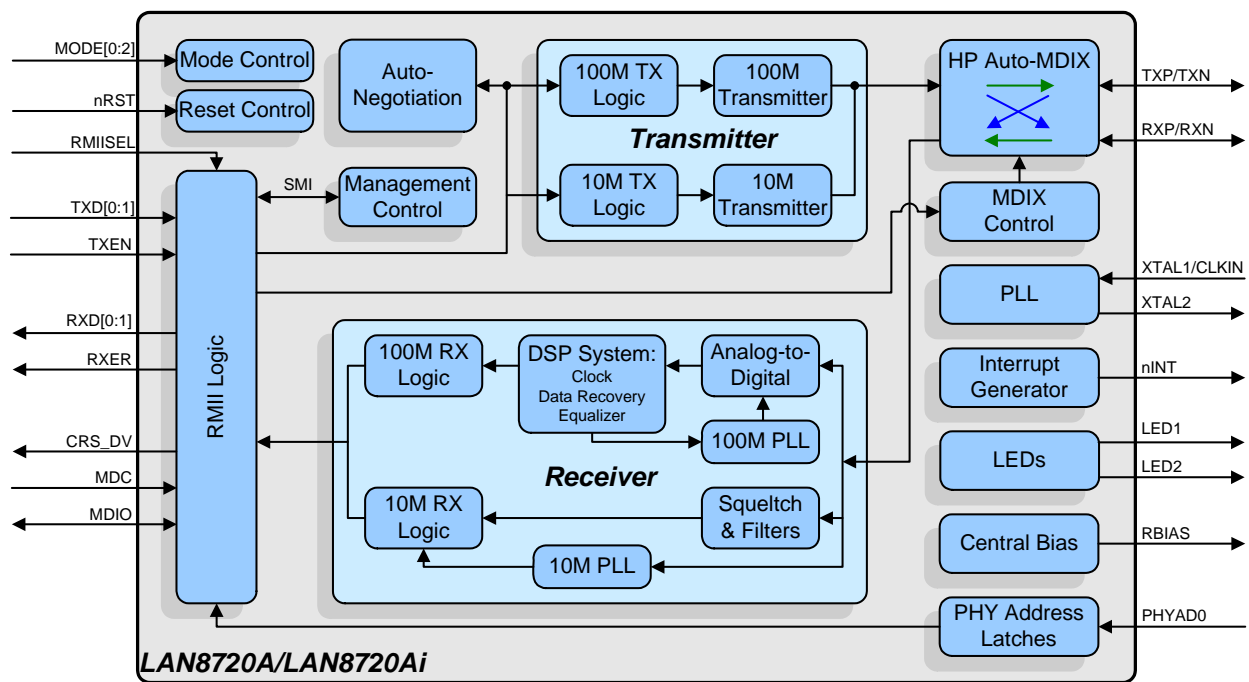 MODE[0:2]
nRST
RMIISEL
TXD[0:1]
TXEN
RXD[0:1]
RXER
CRS_DV
MDC
MDIO
Mode Control
Reset Control
RMII Logic
SMI
Auto-
Negotiation
Management
Control
100M TX
Logic
100M
Transmitter
Transmitter
10M TX
Logic
10M
Transmitter
100M RX
Logic
DSP System:
Clock
Data Recovery
Equalizer
Analog-to-
Digital
100M PLL
Receiver
10M RX
Logic
Squeltch
& Filters
10M PLL
HP Auto-MDIX
MDIX
Control
PLL
Interrupt
Generator
LEDs
Central Bias
PHY Address
Latches
TXP/TXN
RXP/RXN
XTAL1/CLKIN
XTAL2
nINT
LED1
LED2
RBIAS
PHYAD0
LAN8720A/LAN8720Ai